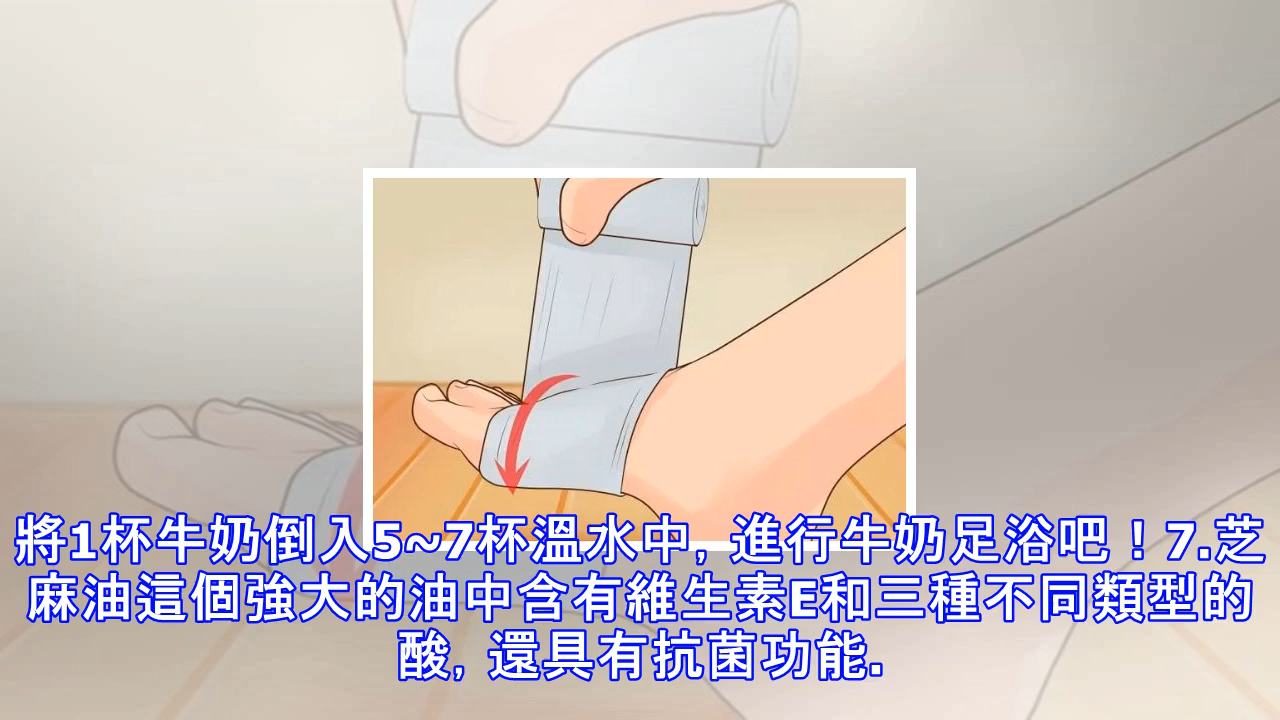 將1杯牛奶倒入5~7杯溫水中, 進行牛奶足浴吧！7.芝
麻油這個強大的油中含有維生素E和三種不同類型的
酸, 還具有抗菌功能.